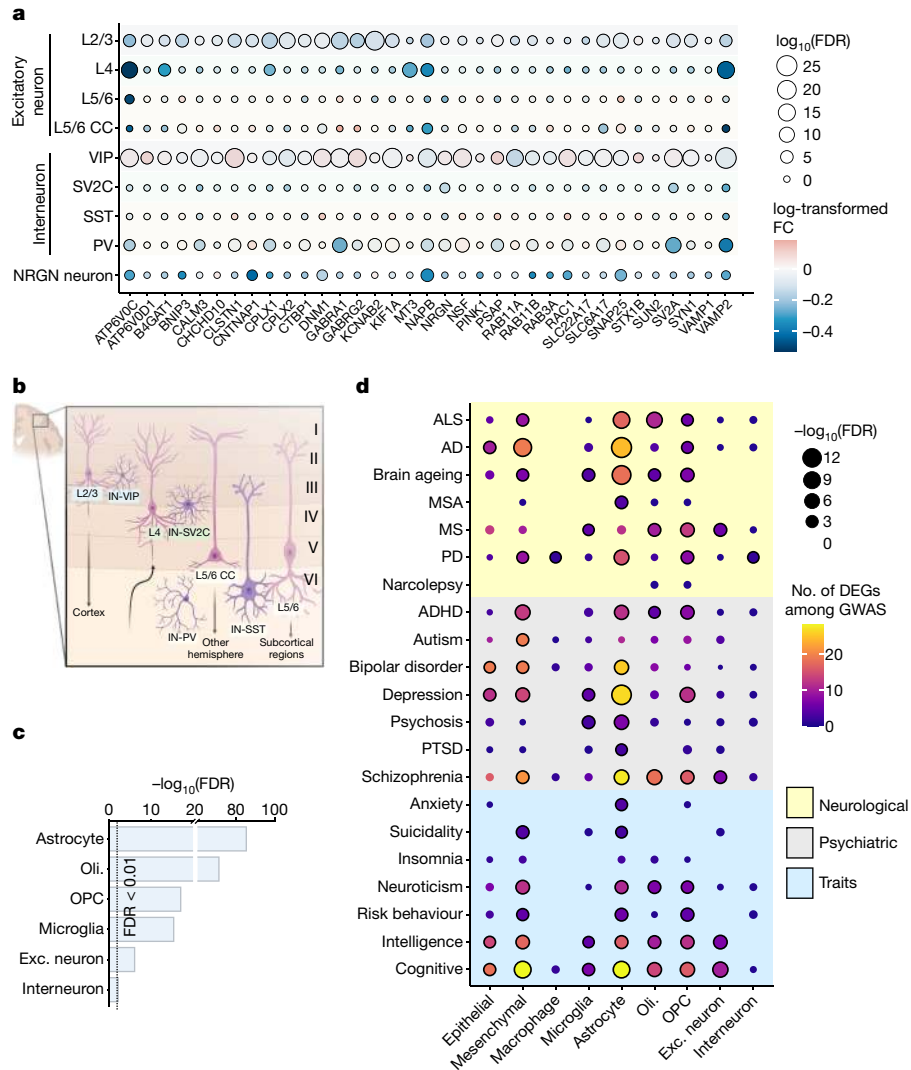 a
Excitatory
neuron
Interneuron
L2/3
L4
L5/6
L5/6 CC
VIP
SV2C
SST
PV
NRGN neuron
ATP6V0C
ATP6V0D1
B4GAT1
BNIP3
CALM3
CHCHD10
CLSTN1
CNTNAP1
CPLX1
CPLX2
CTBP1
DNM1
GABRA1
GABRG2
KCNAB2
KIF1A
MT3
NAPB
NRGN
NSF
PINK1
PSAP
RAB11A
RAB11B
RAB3A
RAC1
SLC22A17
SLC6A17
SNAP25
STX1B
SUN2
SV2A
SYN1
VAMP1
VAMP2
log10(FDR)
25
20
15
10
5
0
log-transformed
FC
0
−0.2
−0.4
b
I
II
III
IV
V
VI
L2/3
IN-VIP
L4
IN-SV2C
L5/6 CC
IN-PV
IN-SST
L5/6
Cortex
Other
hemisphere
Subcortical
regions
c
−log10(FDR)
0
10
20
80
100
Astrocyte
Oli.
OPC
Microglia
Exc. neuron
Interneuron
FDR < 0.01
d
ALS
AD
Brain ageing
MSA
MS
PD
Narcolepsy
ADHD
Autism
Bipolar disorder
Depression
Psychosis
PTSD
Schizophrenia
Anxiety
Suicidality
Insomnia
Neuroticism
Risk behaviour
Intelligence
Cognitive
Epithelial
Mesenchymal
Macrophage
Microglia
Astrocyte
Oli.
OPC
Exc. neuron
Interneuron
−log10(FDR)
12
9
6
3
0
No. of DEGs
among GWAS
20
10
0
Neurological
Psychiatric
Traits